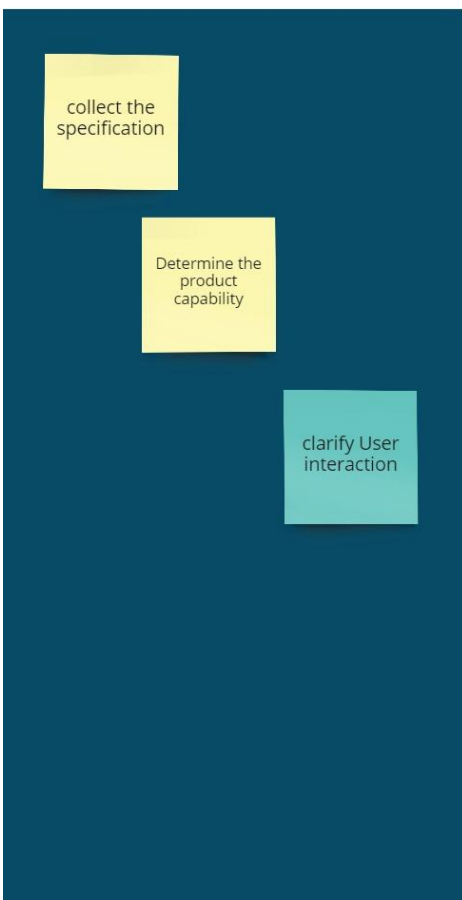 collect the
specification
Determine the
product
capability
clarify User
interaction